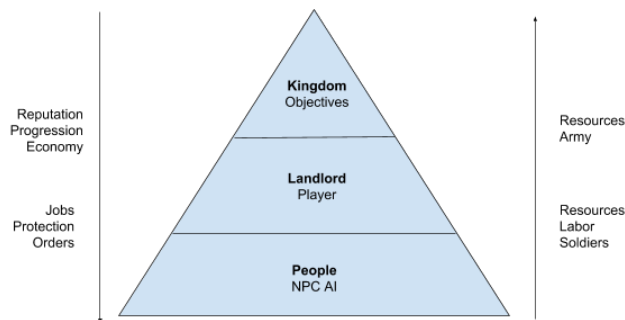 Kingdom
Objectives
Reputation
Progression
Economy
Resources
Army
Landlord
Player
Jobs
Protection
Orders
Resources
Labor
Soldiers
People
NPC AI